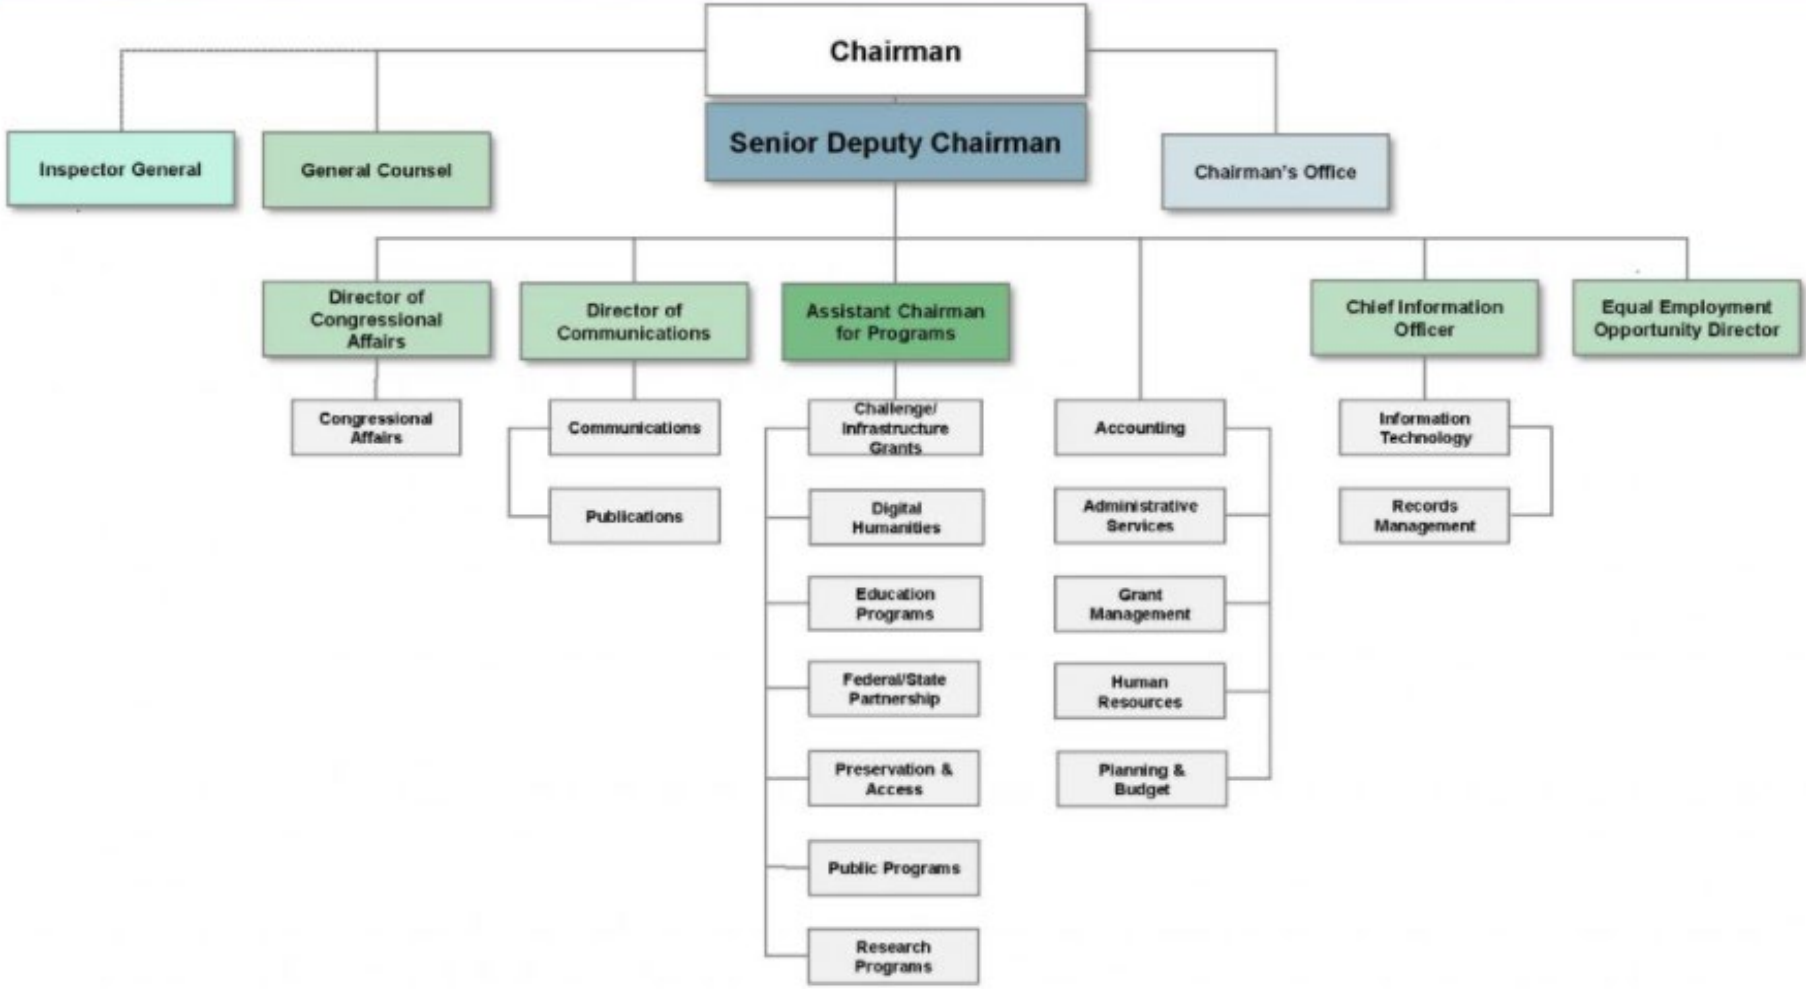 Chairman
Senior Deputy Chairman
Inspector General
General Counsel
Chairman's Office
Director of
Congressional
Affairs
Director of
Communications
Assistant Chairman
for Programs
Chief Information
Officer
Equal Employment
Opportunity Director
Congressional
Affairs
Communications
Publications
Challenge/
Infrastructure
Grants
Digital
Humanities
Education
Programs
Federal/State
Partnership
Preservation &
Access
Public Programs
Research
Programs
Accounting
Administrative
Services
Grant
Management
Human
Resources
Planning &
Budget
Information
Technology
Records
Management